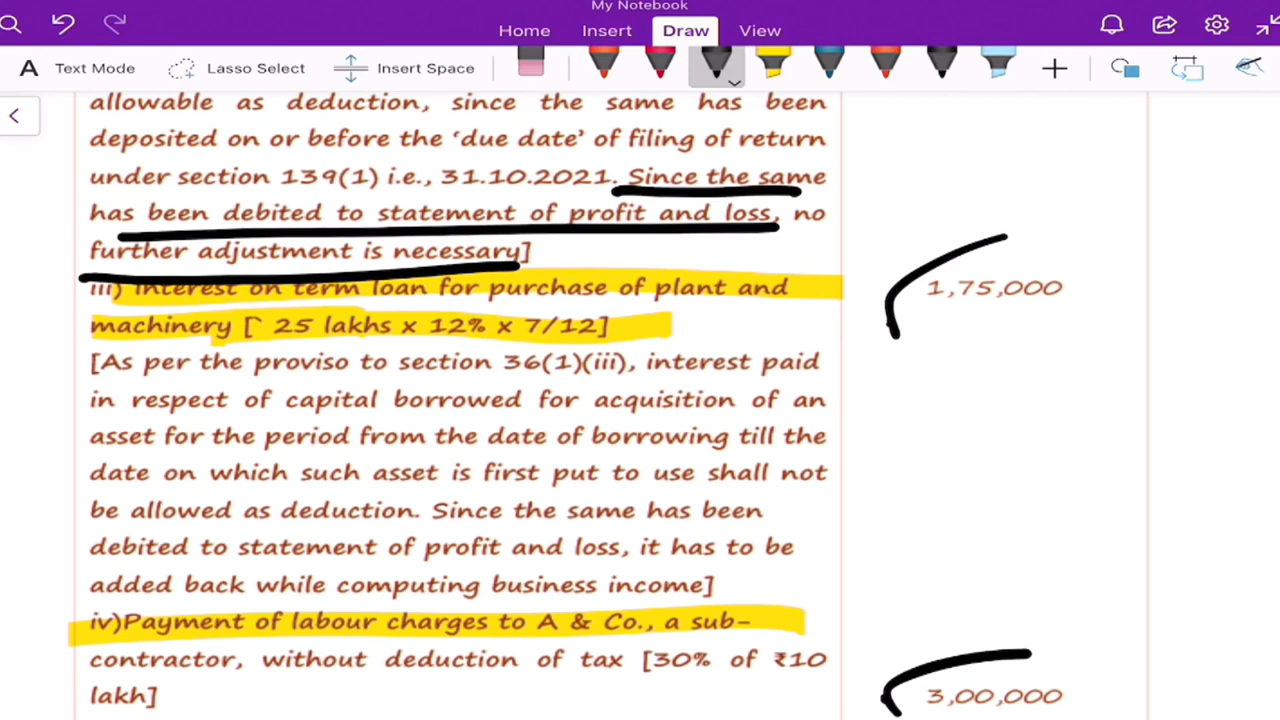 My Notebook
Home Insert Draw View
A Text Mode Lasso Select Insert Space
allowable as deduction, since the same has been
deposited on or before the ‘due date’ of filing of return
under section 139(1) i.e., 31.10.2021. Since the same
has been debited to statement of profit and loss, no
further adjustment is necessary]
iii) Interest on term loan for purchase of plant and 1,75,000
machinery [` 25 lakhs x 12% x 7/12]
[As per the proviso to section 36(1)(iii), interest paid
in respect of capital borrowed for acquisition of an
asset for the period from the date of borrowing till the
date on which such asset is first put to use shall not
be allowed as deduction. Since the same has been
debited to statement of profit and loss, it has to be
added back while computing business income]
iv)Payment of labour charges to A & Co., a sub-
contractor, without deduction of tax [30% of ₹10
lakh] 3,00,000